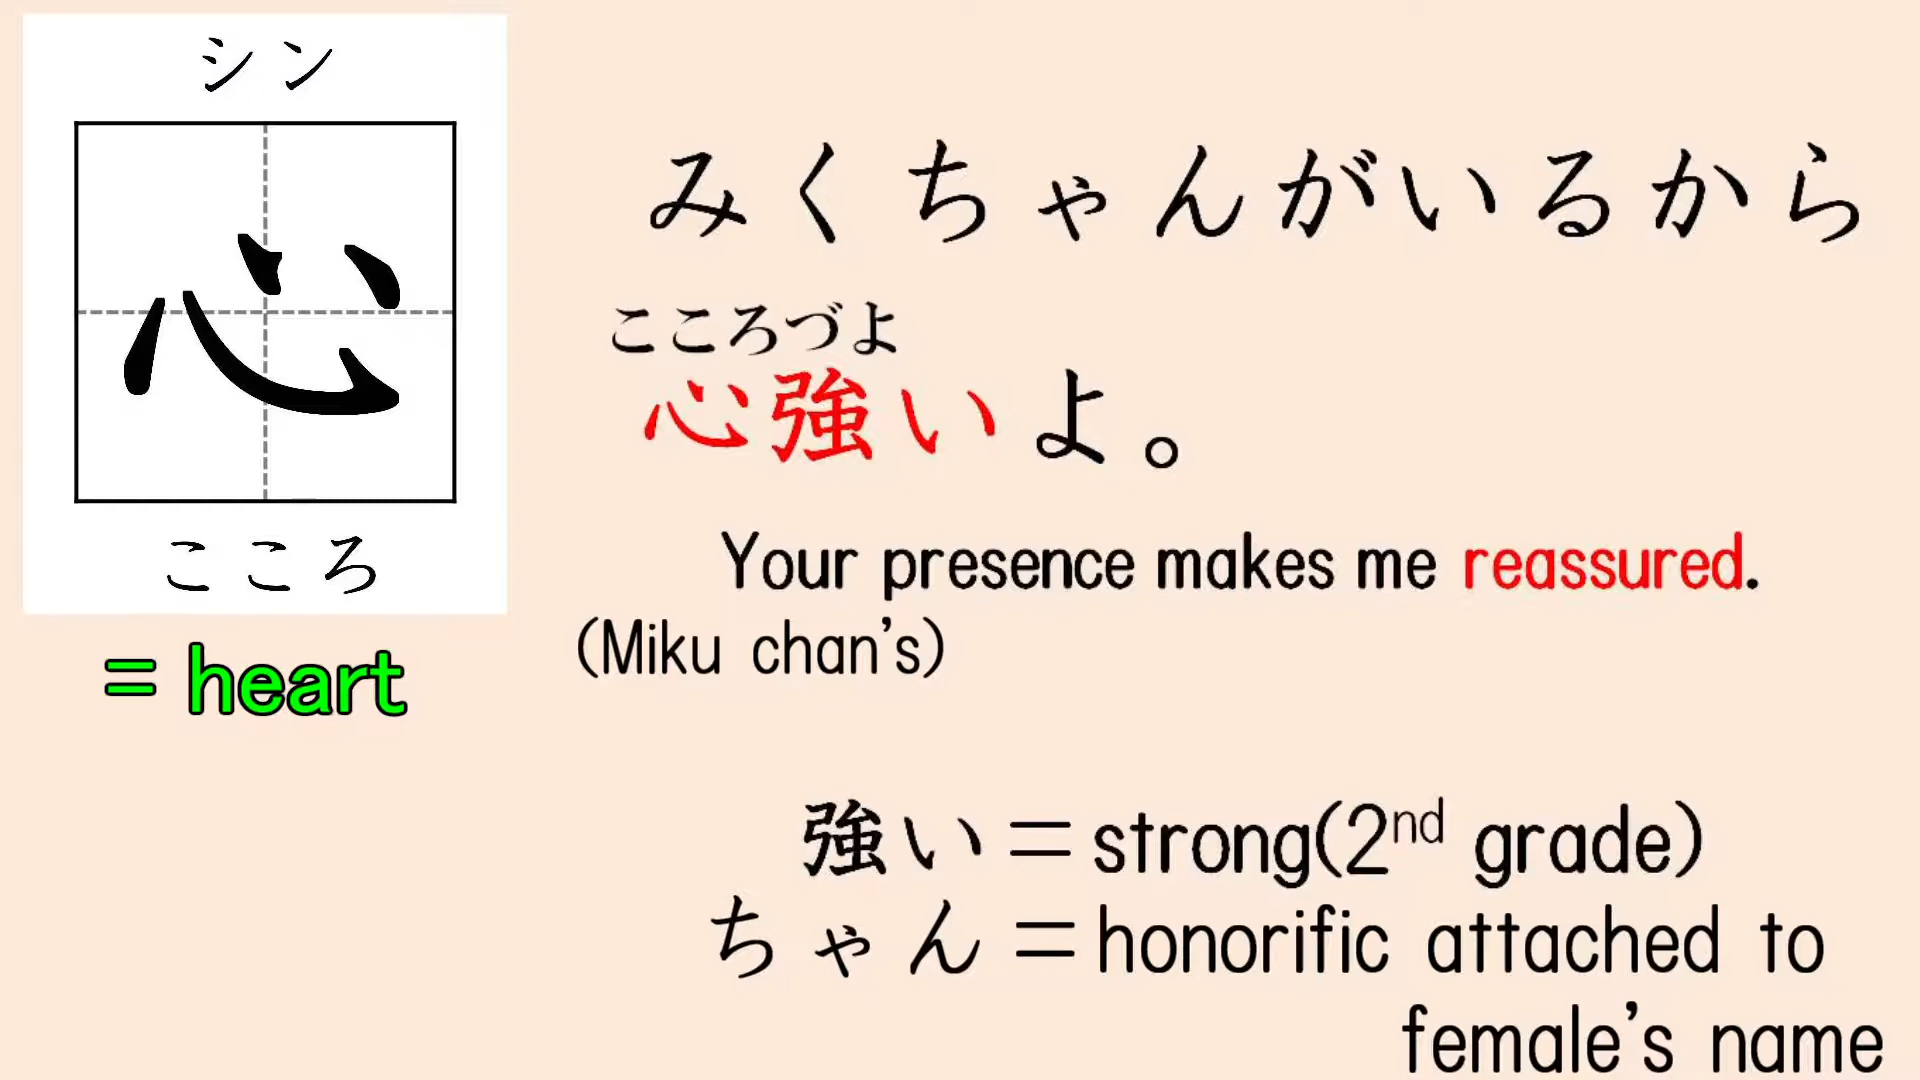 シン
心
こころ
= heart
みくちゃんがいるから
こころづよ
心強いよ。
Your presence makes me reassured.
(Miku chan's)
強い＝strong(2nd grade)
ちゃん＝honorific attached to
female's name